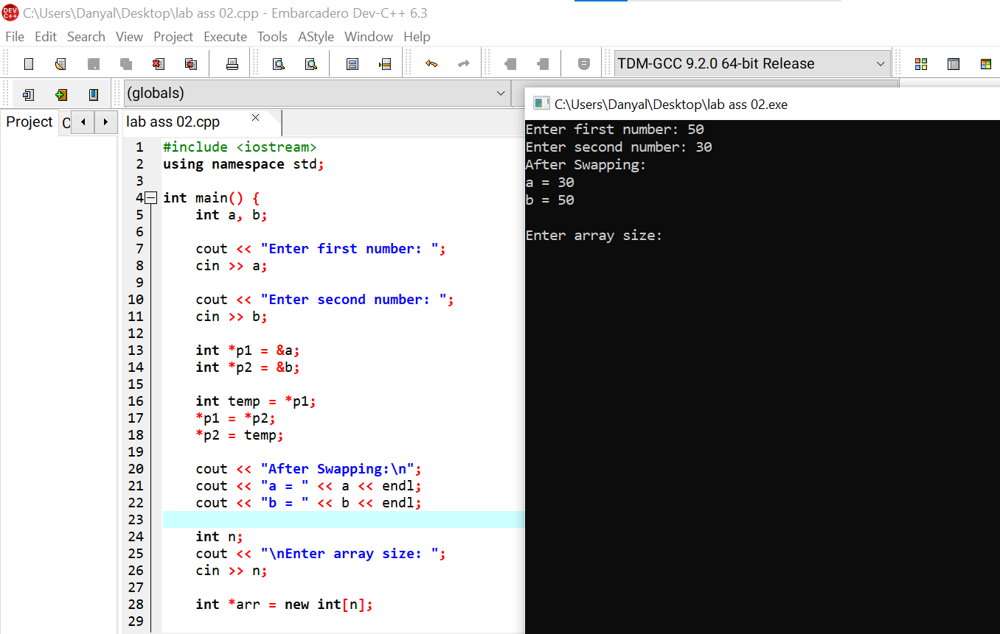 DEV C++ C:\Users\Danyal\Desktop\lab ass 02.cpp - Embarcadero Dev-C++ 6.3
File Edit Search View Project Execute Tools AStyle Window Help
TDM-GCC 9.2.0 64-bit Release
(globals)
Project C
lab ass 02.cpp
1 #include <iostream>
2 using namespace std;
3
4 int main() {
5     int a, b;
6
7     cout << "Enter first number: ";
8     cin >> a;
9
10     cout << "Enter second number: ";
11     cin >> b;
12
13     int *p1 = &a;
14     int *p2 = &b;
15
16     int temp = *p1;
17     *p1 = *p2;
18     *p2 = temp;
19
20     cout << "After Swapping:\n";
21     cout << "a = " << a << endl;
22     cout << "b = " << b << endl;
23
24     int n;
25     cout << "\nEnter array size: ";
26     cin >> n;
27
28     int *arr = new int[n];
29
C:\Users\Danyal\Desktop\lab ass 02.exe
Enter first number: 50
Enter second number: 30
After Swapping:
a = 30
b = 50
Enter array size: